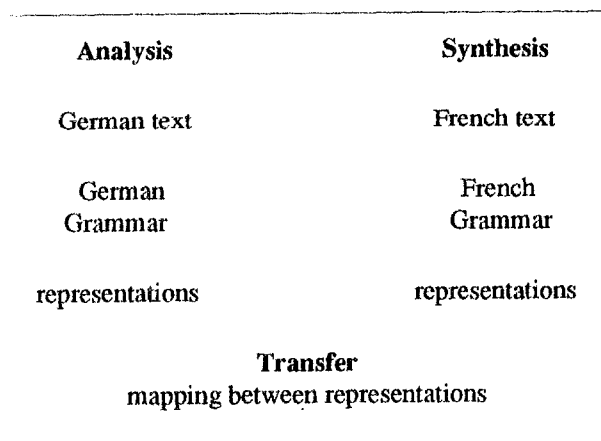 Analysis Synthesis
German text French text
German French
Grammar Grammar
representations representations
Transfer
mapping between representations